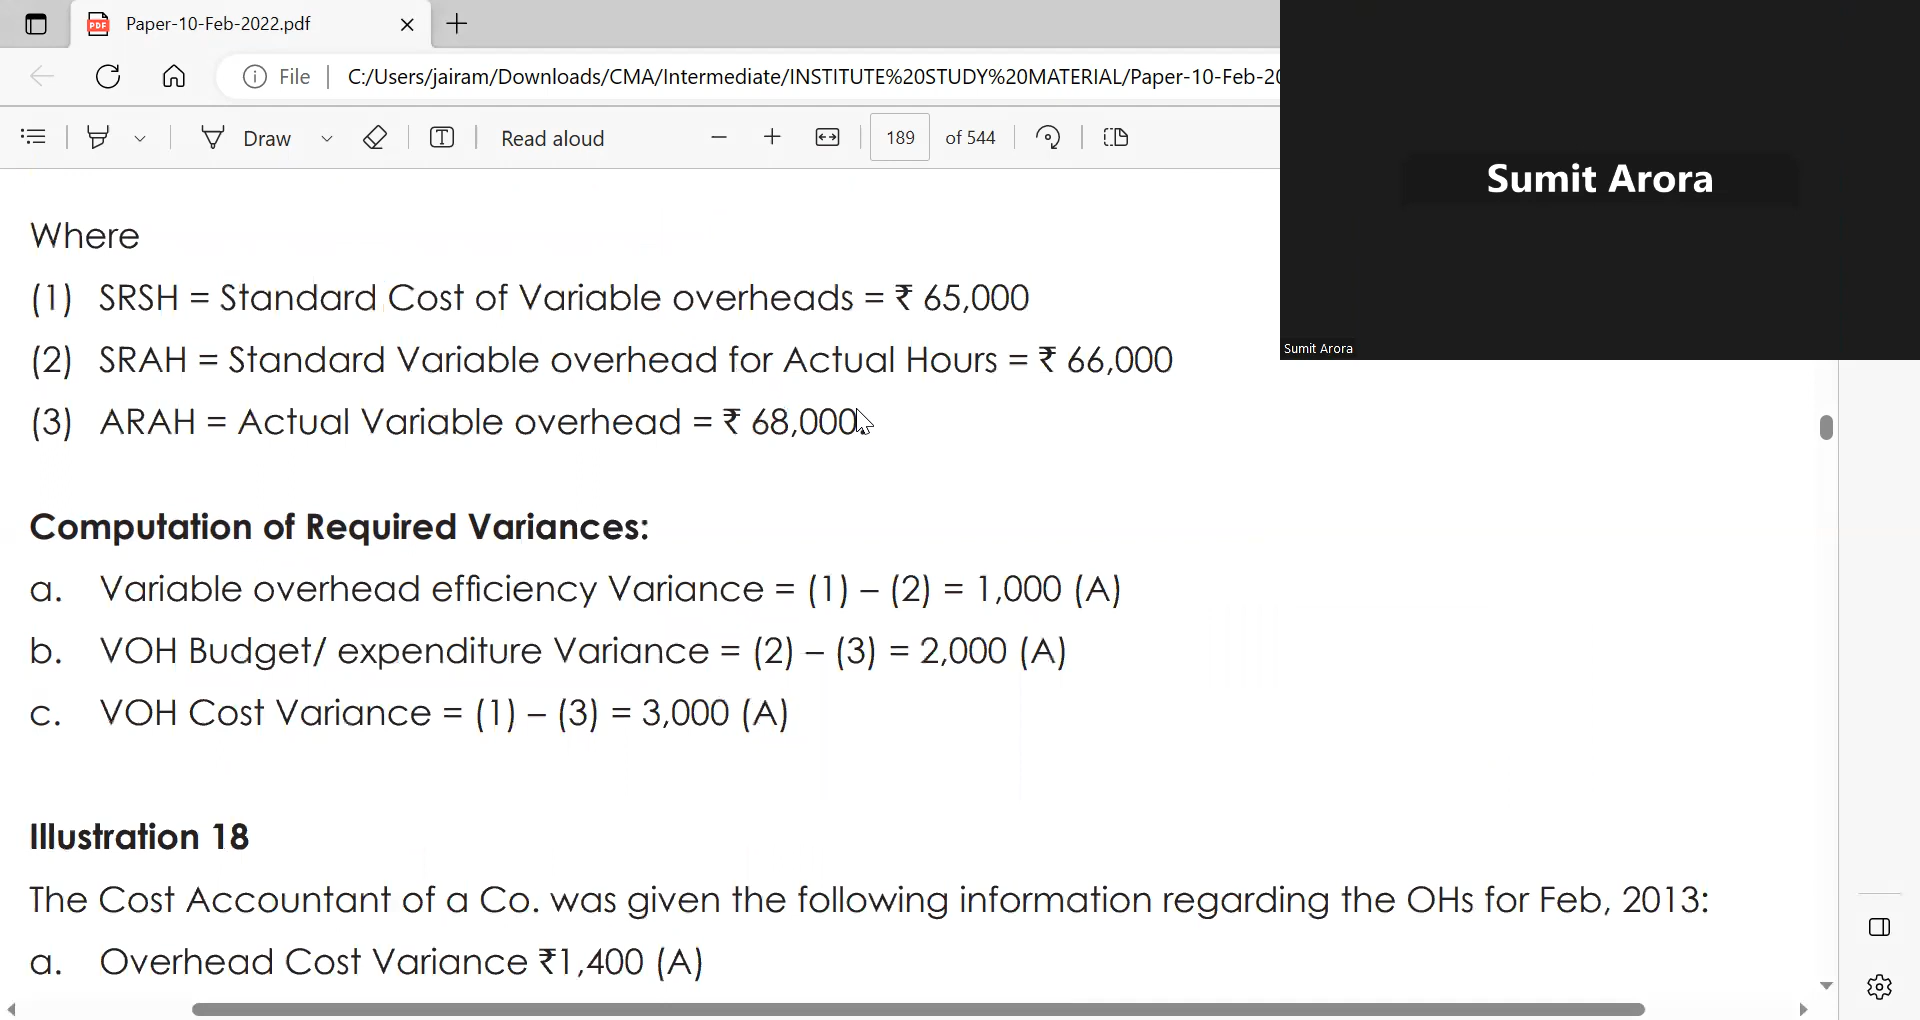 Paper-10-Feb-2022.pdf
File
C:/Users/jairam/Downloads/CMA/Intermediate/INSTITUTE%20STUDY%20MATERIAL/Paper-10-Feb-20
Draw
Read aloud
189 of 544
Sumit Arora
Sumit Arora
Where
(1) SRSH = Standard Cost of Variable overheads = ₹ 65,000
(2) SRAH = Standard Variable overhead for Actual Hours = ₹ 66,000
(3) ARAH = Actual Variable overhead = ₹ 68,000
Computation of Required Variances:
a. Variable overhead efficiency Variance = (1) – (2) = 1,000 (A)
b. VOH Budget/ expenditure Variance = (2) – (3) = 2,000 (A)
c. VOH Cost Variance = (1) – (3) = 3,000 (A)
Illustration 18
The Cost Accountant of a Co. was given the following information regarding the OHs for Feb, 2013:
a. Overhead Cost Variance ₹1,400 (A)